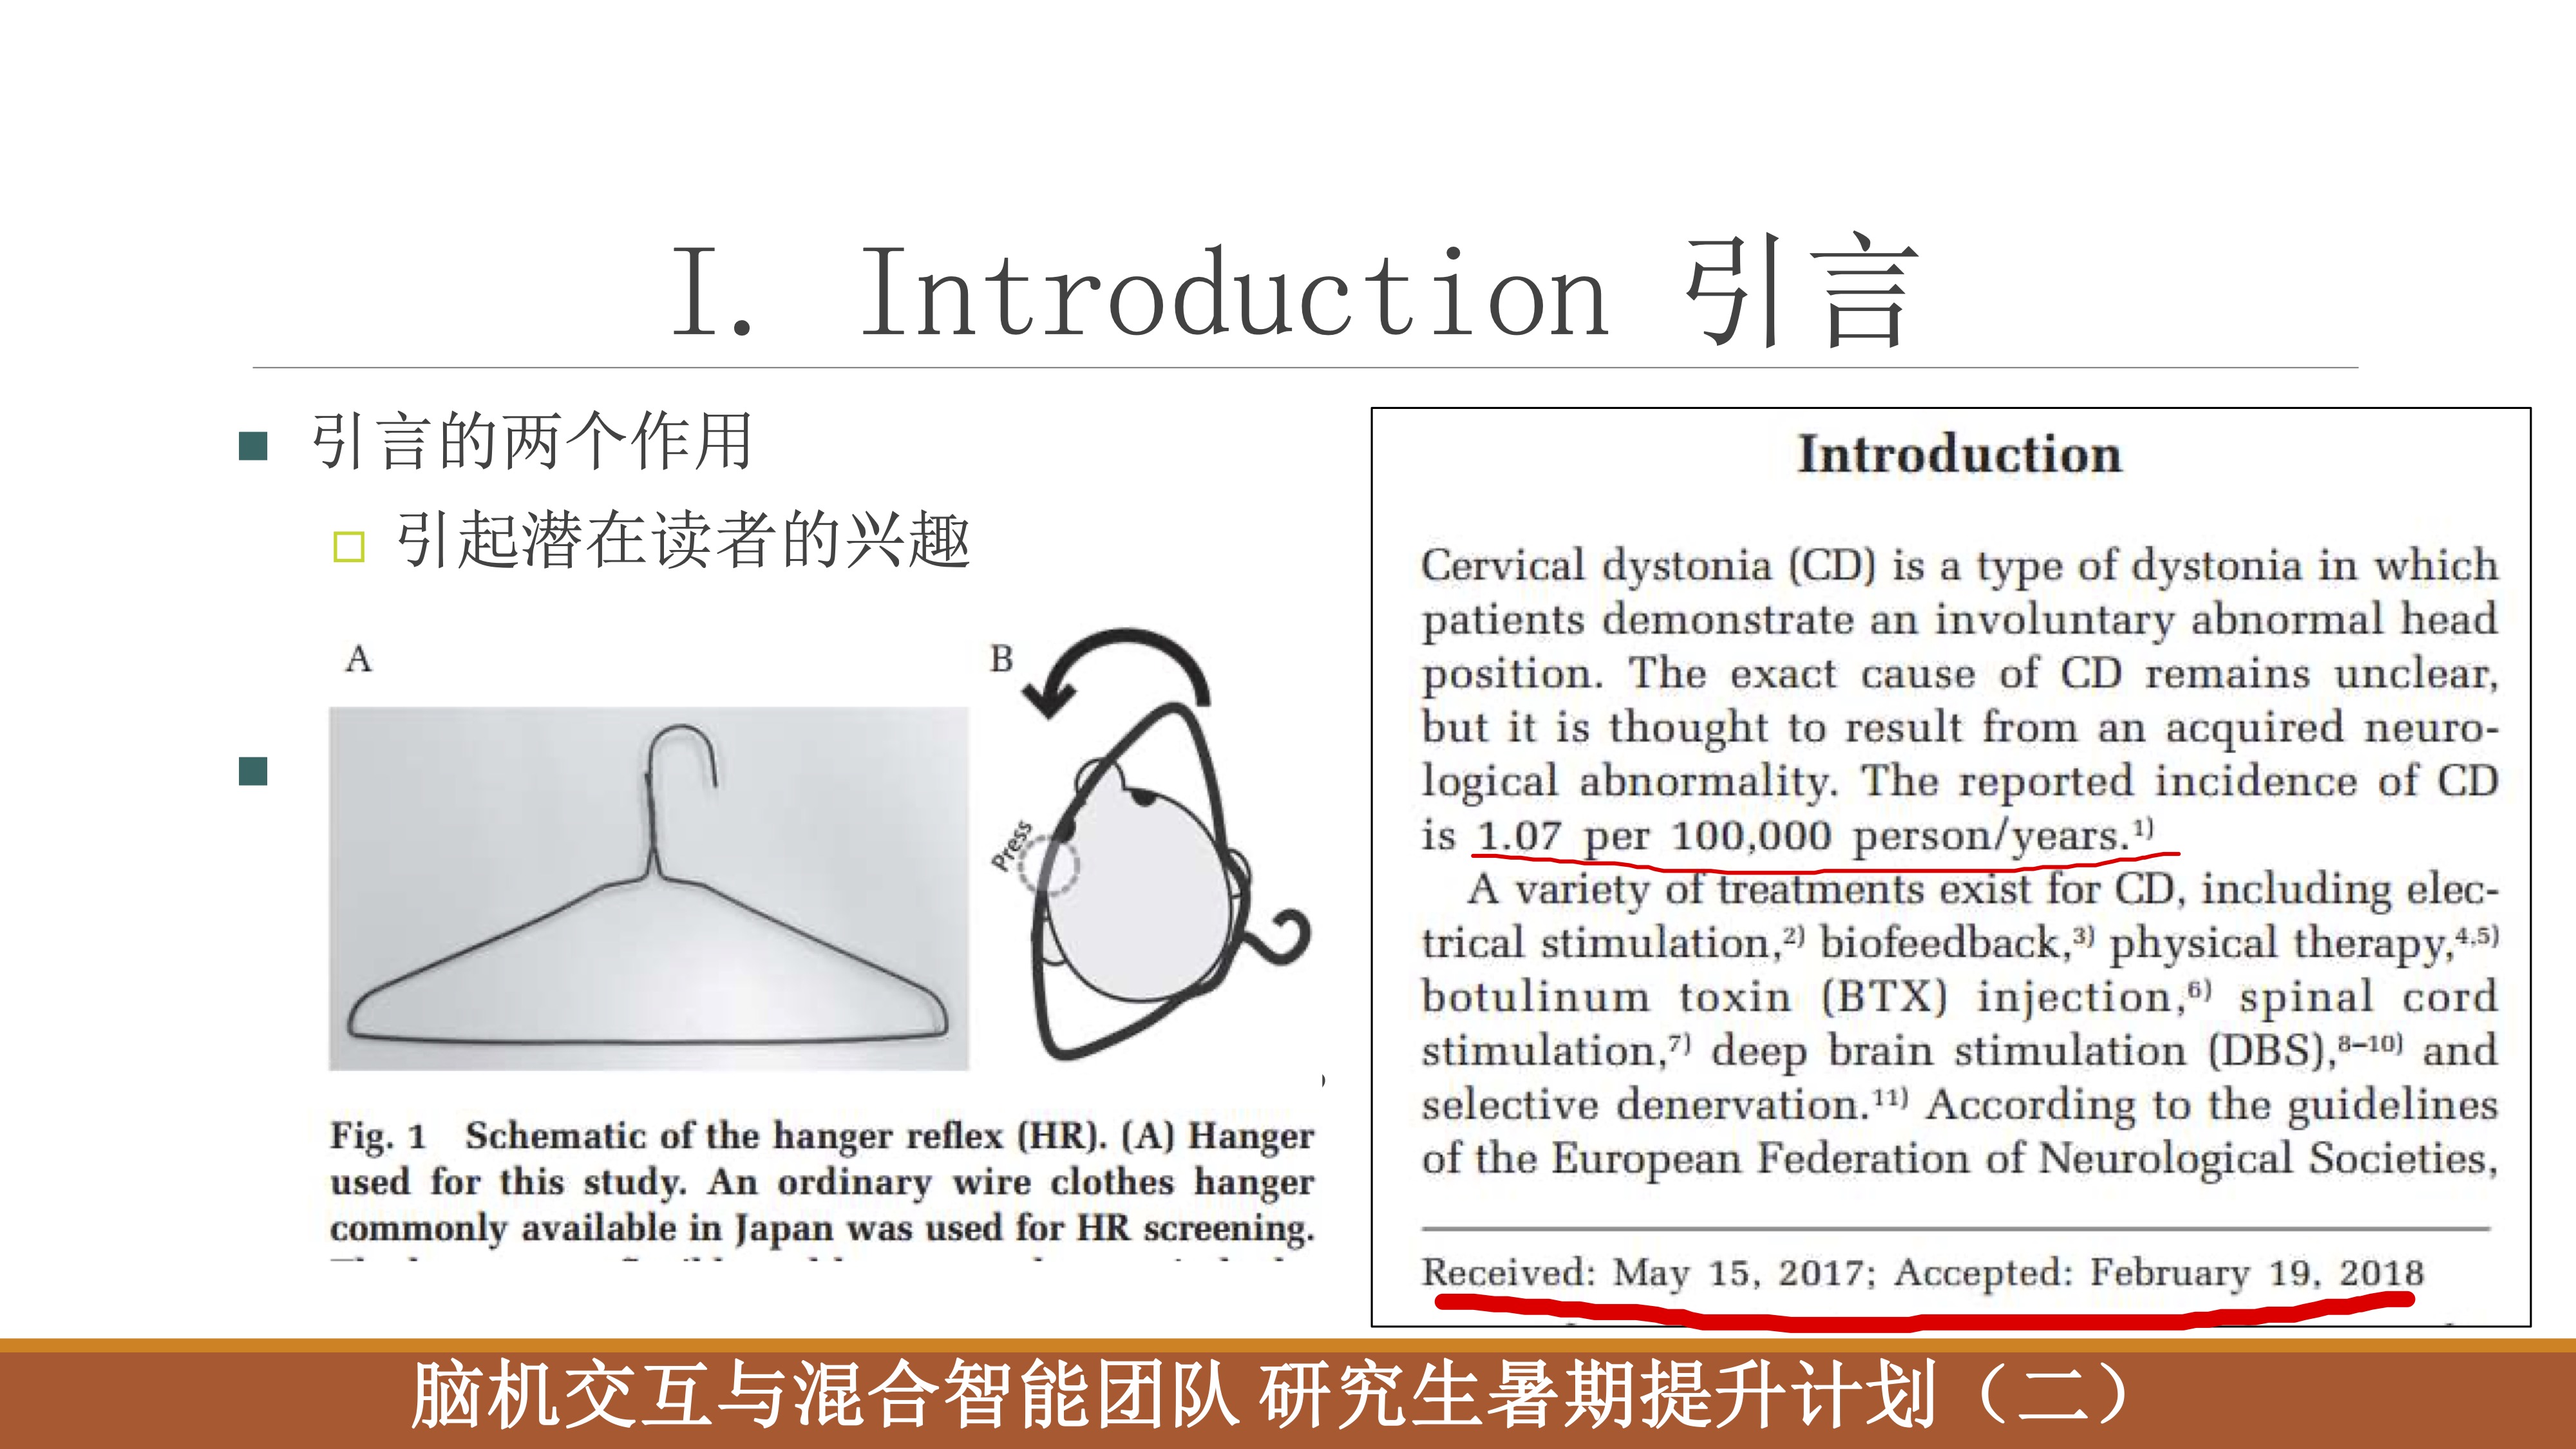 I. Introduction 引言
引言的两个作用
引起潜在读者的兴趣
A
B
Press
Fig. 1 Schematic of the hanger reflex (HR). (A) Hanger
used for this study. An ordinary wire clothes hanger
commonly available in Japan was used for HR screening.
Introduction
Cervical dystonia (CD) is a type of dystonia in which
patients demonstrate an involuntary abnormal head
position. The exact cause of CD remains unclear,
but it is thought to result from an acquired neuro-
logical abnormality. The reported incidence of CD
is 1.07 per 100,000 person/years.¹⁾
A variety of treatments exist for CD, including elec-
trical stimulation,²⁾ biofeedback,³⁾ physical therapy,⁴,⁵⁾
botulinum toxin (BTX) injection,⁶⁾ spinal cord
stimulation,⁷⁾ deep brain stimulation (DBS),⁸⁻¹⁰⁾ and
selective denervation.¹¹⁾ According to the guidelines
of the European Federation of Neurological Societies,
Received: May 15, 2017; Accepted: February 19, 2018
脑机交互与混合智能团队 研究生暑期提升计划（二）